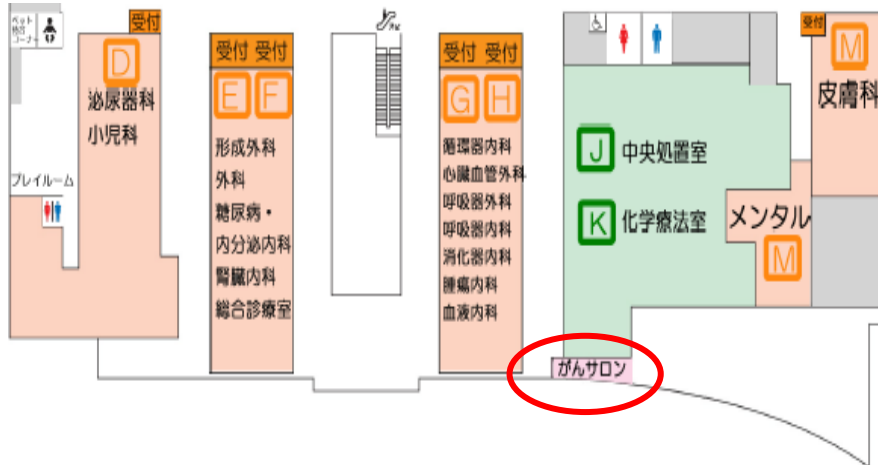 ベット
コーナー
受付
D
泌尿器科
小児科
プレイルーム
受付 受付
E F
形成外科
外科
糖尿病・
内分泌内科
腎臓内科
総合診療室
受付 受付
G H
循環器内科
心臓血管外科
呼吸器外科
呼吸器内科
消化器内科
腫瘍内科
血液内科
J 中央処置室
K 化学療法室
がんサロン
メンタル
M
受付
M
皮膚科